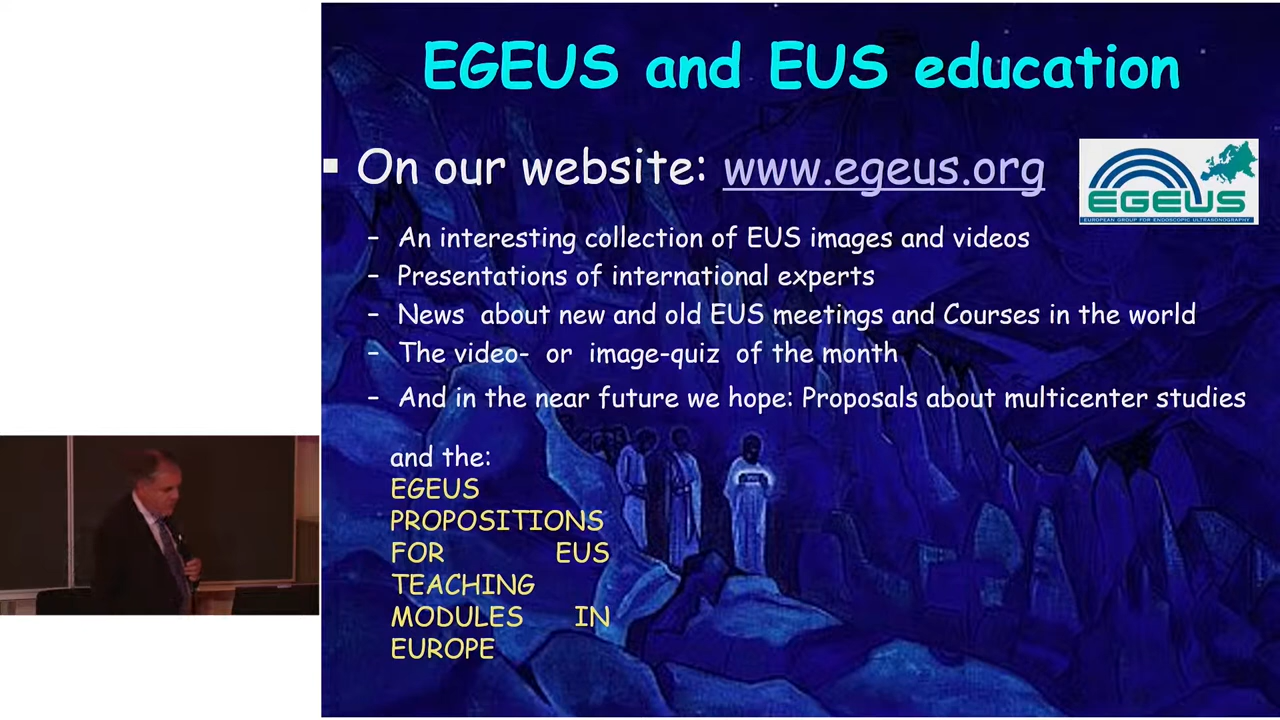 EGEUS and EUS education
▪ On our website: www.egeus.org
EGEUS
EUROPEAN GROUP FOR ENDOSCOPIC ULTRASONOGRAPHY
– An interesting collection of EUS images and videos
– Presentations of international experts
– News about new and old EUS meetings and Courses in the world
– The video- or image-quiz of the month
– And in the near future we hope: Proposals about multicenter studies
and the:
EGEUS
PROPOSITIONS
FOR EUS
TEACHING
MODULES IN
EUROPE